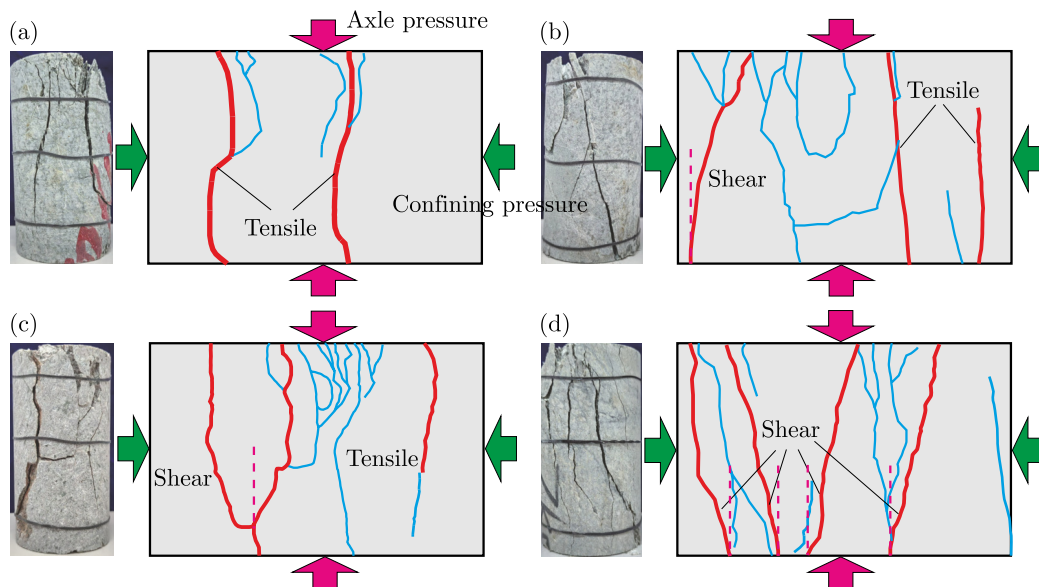 (a)
Axle pressure
(b)
Tensile
Shear
Confining pressure
Tensile
(c)
(d)
Shear
Shear
Tensile